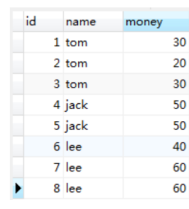 id name money
1 tom 30
2 tom 20
3 tom 30
4 jack 50
5 jack 50
6 lee 40
7 lee 60
8 lee 60